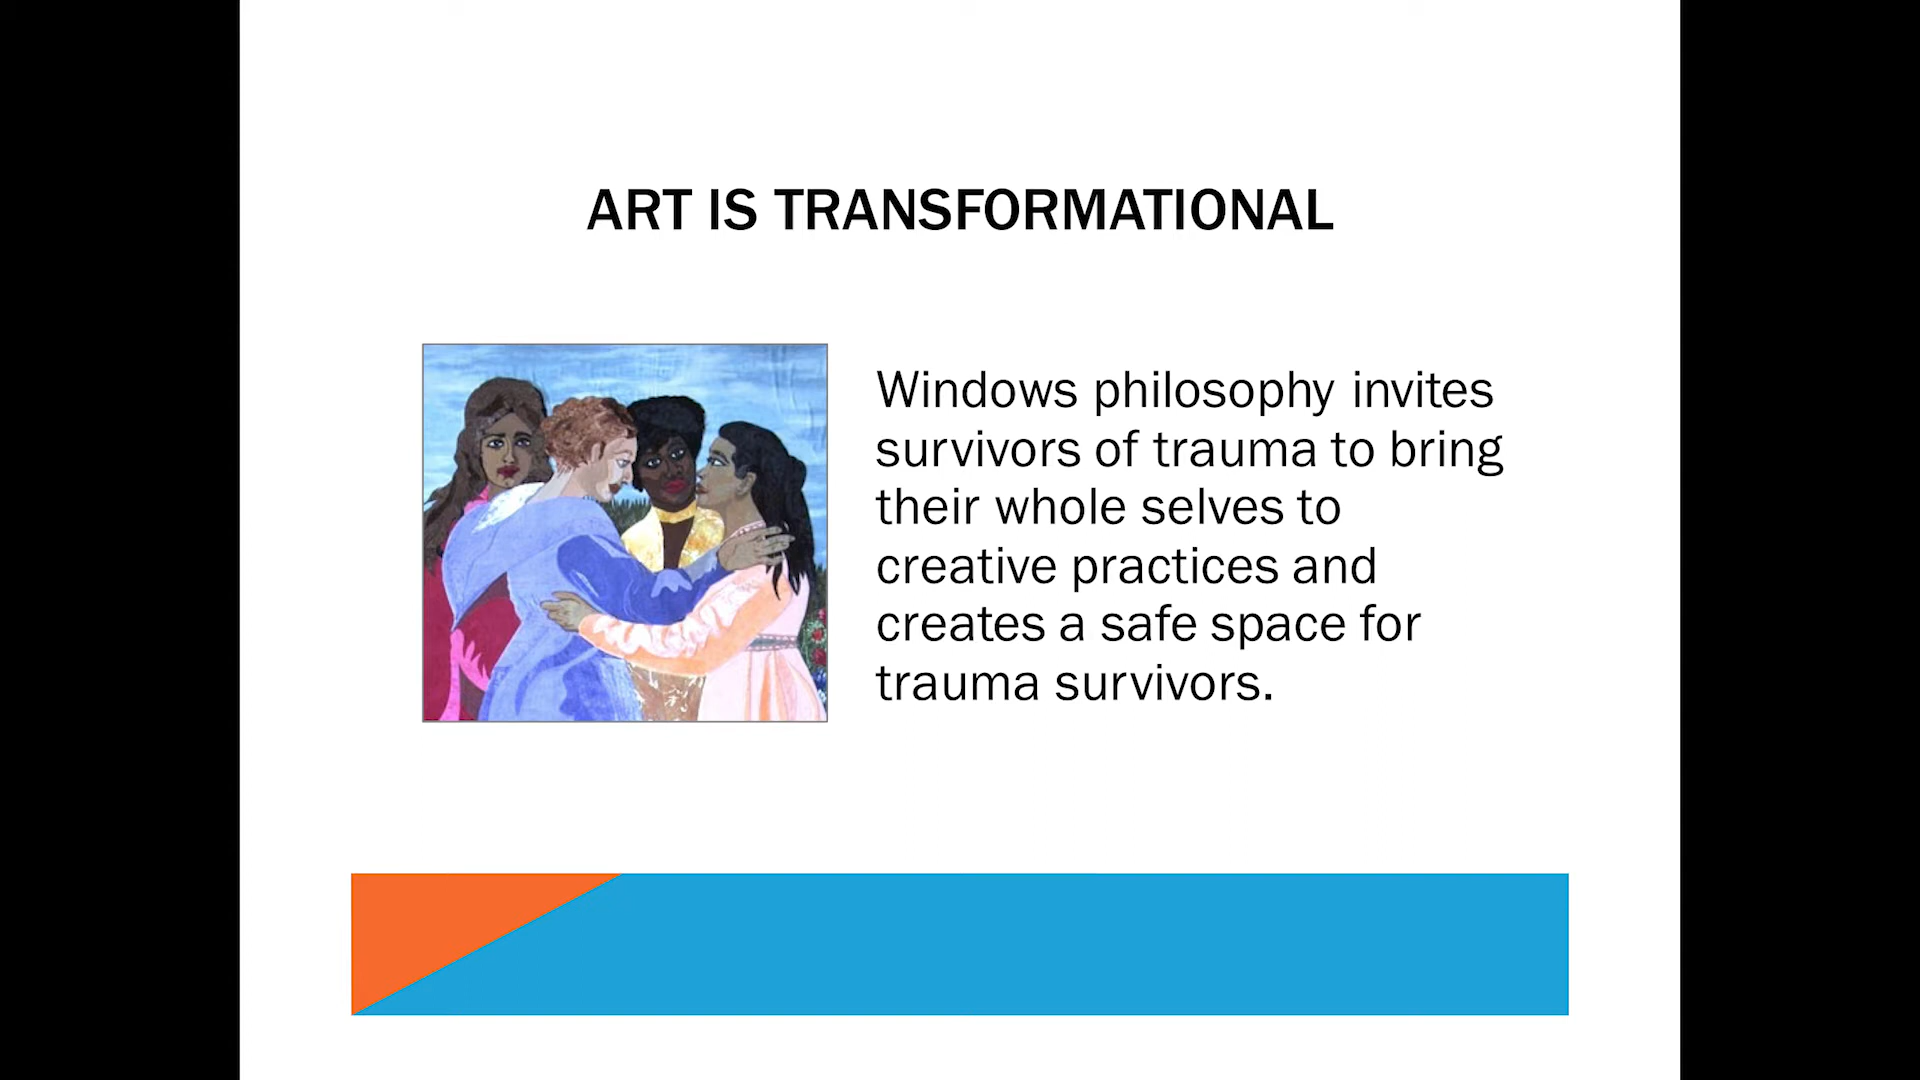 ART IS TRANSFORMATIONAL
Windows philosophy invites
survivors of trauma to bring
their whole selves to
creative practices and
creates a safe space for
trauma survivors.